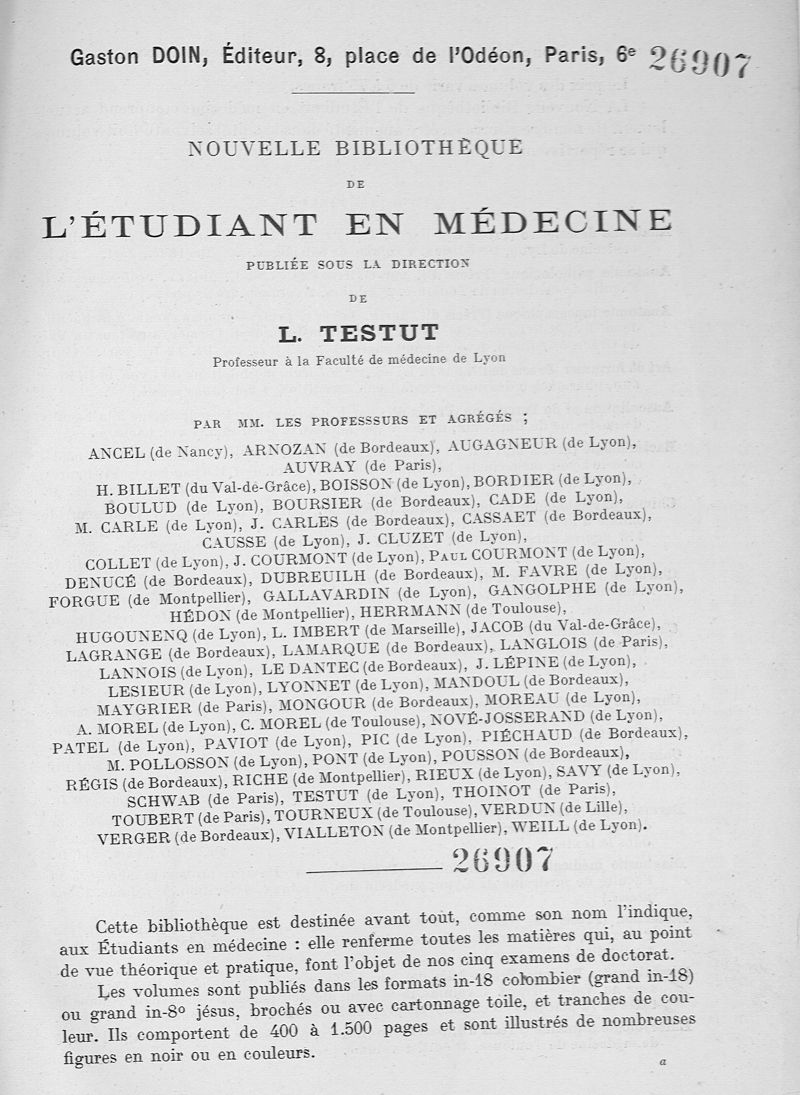 Gaston DOIN, Éditeur, 8, place de l'Odéon, Paris, 6e 26907
NOUVELLE BIBLIOTHÈQUE
DE
L'ÉTUDIANT EN MÉDECINE
PUBLIÉE SOUS LA DIRECTION
DE
L. TESTUT
Professeur à la Faculté de médecine de Lyon
PAR MM. LES PROFESSSURS ET AGRÉGÉS ;
ANCEL (de Nancy), ARNOZAN (de Bordeaux), AUGAGNEUR (de Lyon),
AUVRAY (de Paris),
H. BILLET (du Val-de-Grâce), BOISSON (de Lyon), BORDIER (de Lyon),
BOULUD (de Lyon), BOURSIER (de Bordeaux), CADE (de Lyon),
M. CARLE (de Lyon), J. CARLES (de Bordeaux), CASSAET (de Bordeaux),
CAUSSE (de Lyon), J. CLUZET (de Lyon),
COLLET (de Lyon), J. COURMONT (de Lyon), PAUL COURMONT (de Lyon),
DENUCÉ (de Bordeaux), DUBREUILH (de Bordeaux), M. FAVRE (de Lyon),
FORGUE (de Montpellier), GALLAVARDIN (de Lyon), GANGOLPHE (de Lyon),
HÉDON (de Montpellier), HERRMANN (de Toulouse),
HUGOUNENQ (de Lyon), L. IMBERT (de Marseille), JACOB (du Val-de-Grâce),
LAGRANGE (de Bordeaux), LAMARQUE (de Bordeaux), LANGLOIS (de Paris),
LANNOIS (de Lyon), LE DANTEC (de Bordeaux), J. LÉPINE (de Lyon),
LESIEUR (de Lyon), LYONNET (de Lyon), MANDOUL (de Bordeaux),
MAYGRIER (de Paris), MONGOUR (de Bordeaux), MOREAU (de Lyon),
A. MOREL (de Lyon), C. MOREL (de Toulouse), NOVÉ-JOSSERAND (de Lyon),
PATEL (de Lyon), PAVIOT (de Lyon), PIC (de Lyon), PIÉCHAUD (de Bordeaux),
M. POLLOSSON (de Lyon), PONT (de Lyon), POUSSON (de Bordeaux),
RÉGIS (de Bordeaux), RICHE (de Montpellier), RIEUX (de Lyon), SAVY (de Lyon),
SCHWAB (de Paris), TESTUT (de Lyon), THOINOT (de Paris),
TOUBERT (de Paris), TOURNEUX (de Toulouse), VERDUN (de Lille),
VERGER (de Bordeaux), VIALLETON (de Montpellier), WEILL (de Lyon).
26907
Cette bibliothèque est destinée avant tout, comme son nom l'indique,
aux Étudiants en médecine : elle renferme toutes les matières qui, au point
de vue théorique et pratique, font l'objet de nos cinq examens de doctorat.
Les volumes sont publiés dans les formats in-18 colombier (grand in-18)
ou grand in-8º jésus, brochés ou avec cartonnage toile, et tranches de cou-
leur. Ils comportent de 400 à 1.500 pages et sont illustrés de nombreuses
figures en noir ou en couleurs.
a